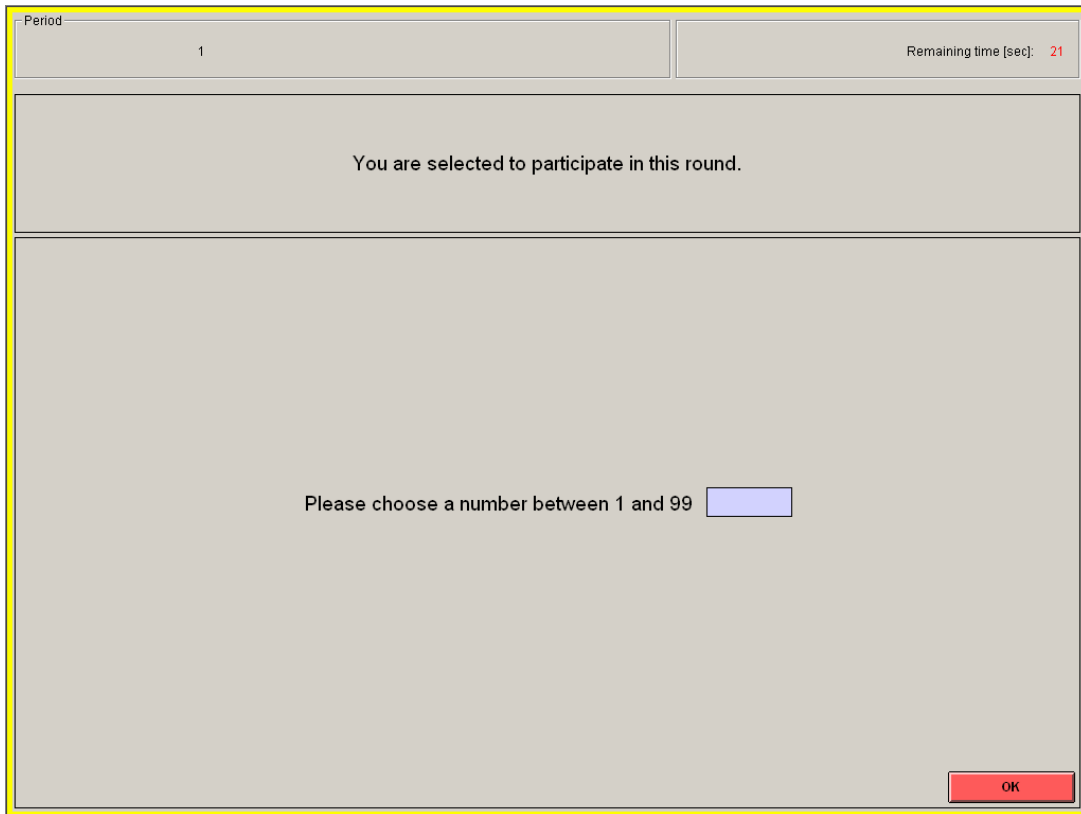 Period
1
Remaining time [sec]: 21
You are selected to participate in this round.
Please choose a number between 1 and 99
OK